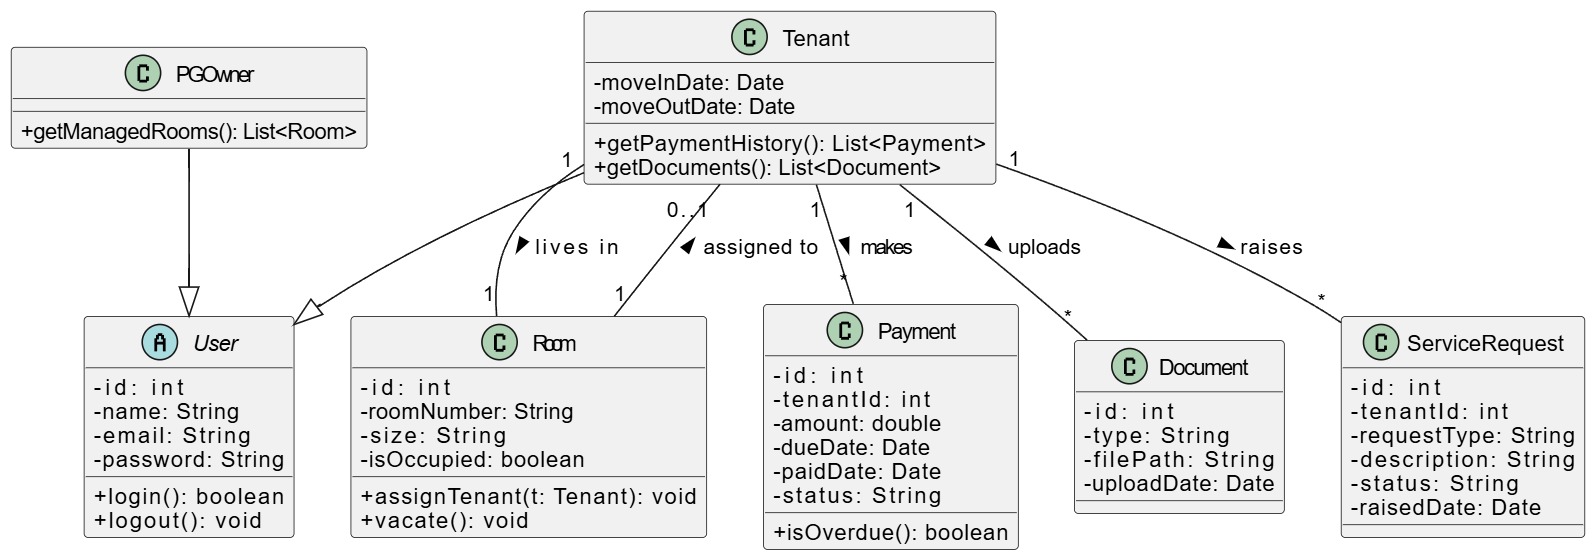 C PGOwner
+getManagedRooms(): List<Room>
C Tenant
-moveInDate: Date
-moveOutDate: Date
+getPaymentHistory(): List<Payment>
+getDocuments(): List<Document>
1
1
0..1
1
1
lives in
assigned to
makes
uploads
raises
1
1
*
*
*
A User
-id: int
-name: String
-email: String
-password: String
+login(): boolean
+logout(): void
C Room
-id: int
-roomNumber: String
-size: String
-isOccupied: boolean
+assignTenant(t: Tenant): void
+vacate(): void
C Payment
-id: int
-tenantId: int
-amount: double
-dueDate: Date
-paidDate: Date
-status: String
+isOverdue(): boolean
C Document
-id: int
-type: String
-filePath: String
-uploadDate: Date
C ServiceRequest
-id: int
-tenantId: int
-requestType: String
-description: String
-status: String
-raisedDate: Date